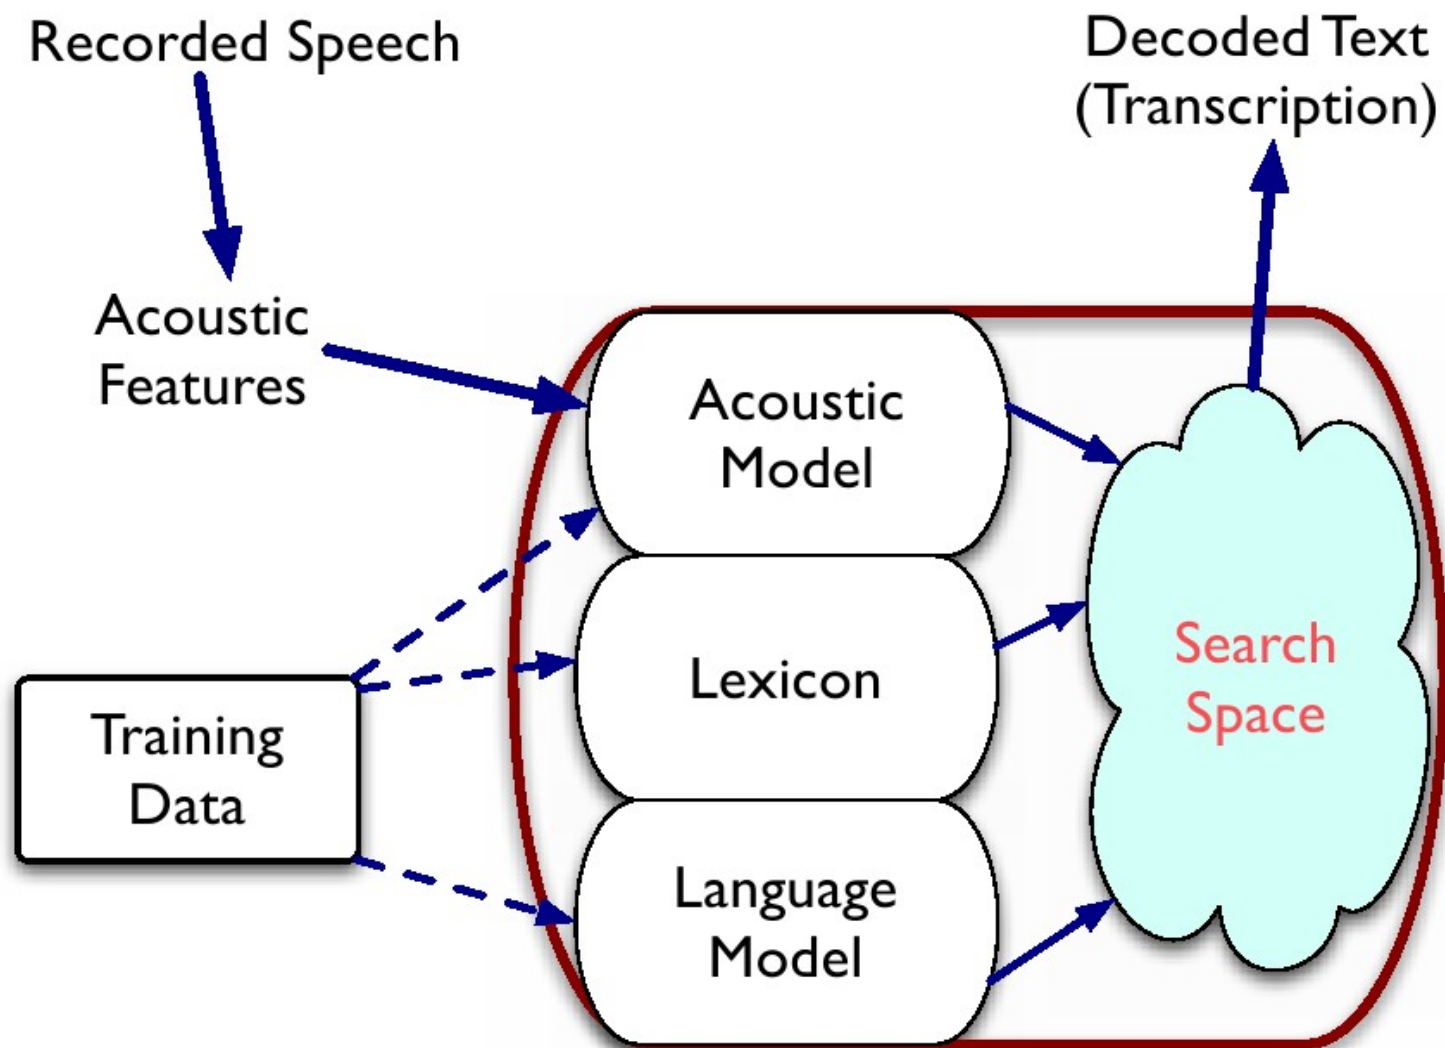 Recorded Speech
Decoded Text
(Transcription)
Acoustic
Features
Acoustic
Model
Lexicon
Search
Space
Training
Data
Language
Model